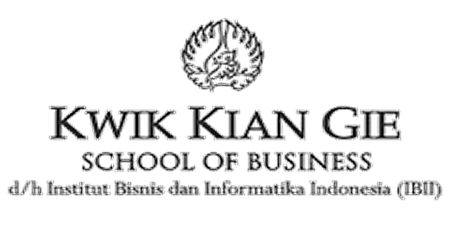 KWIK KIAN GIE
SCHOOL OF BUSINESS
d/h Institut Bisnis dan Informatika Indonesia (IBII)